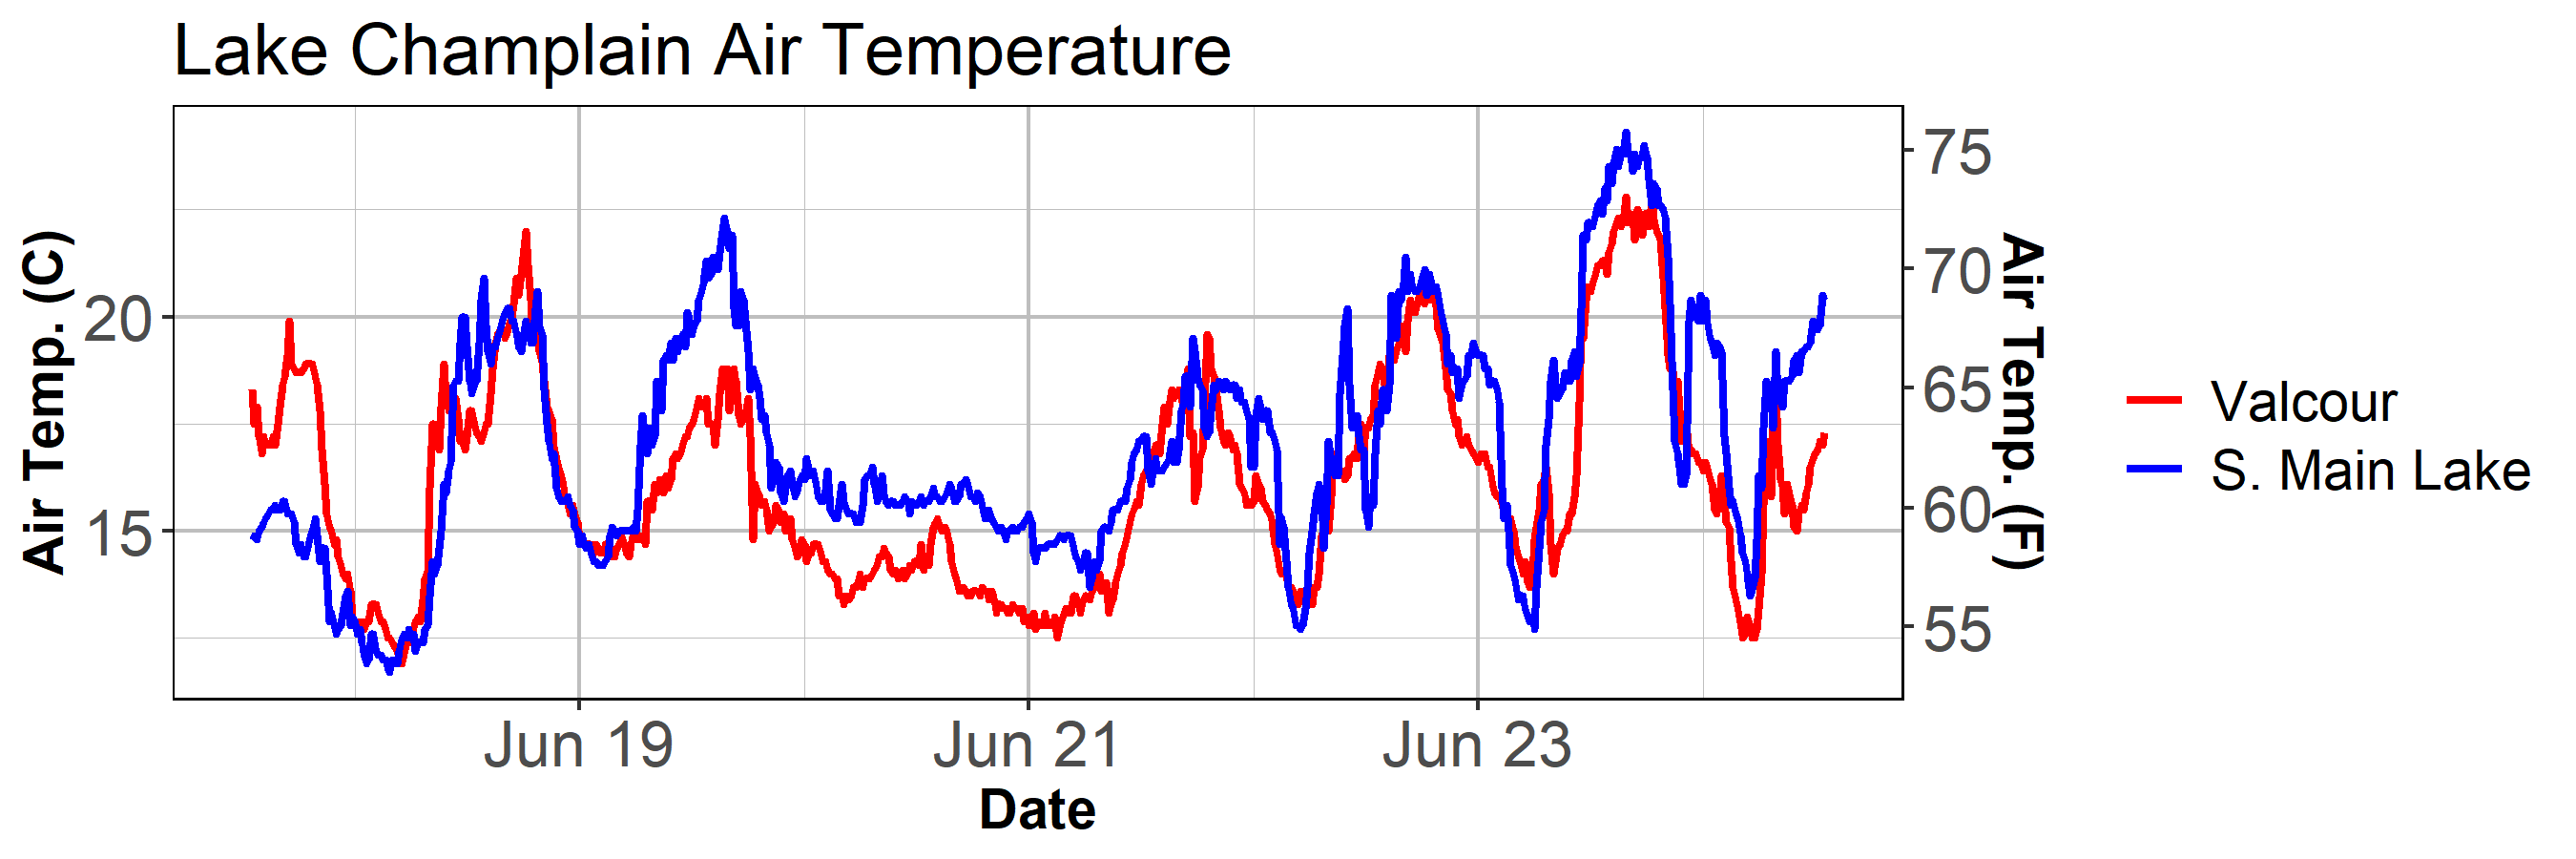 Lake Champlain Air Temperature
Air Temp. (C)
20
15
75
70
65
60
55
Air Temp. (F)
Jun 19
Jun 21
Jun 23
Date
Valcour
S. Main Lake